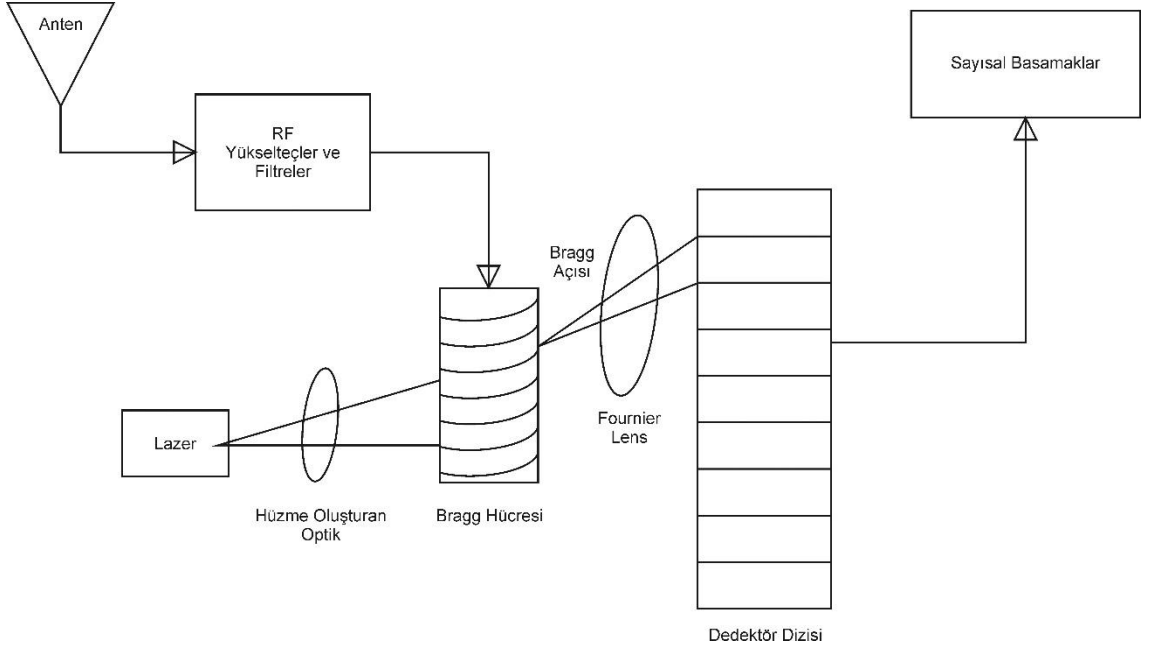 Anten
Sayısal Basamaklar
RF
Yükselteçler ve
Filtreler
Bragg
Açısı
Fournier
Lens
Lazer
Hüzme Oluşturan
Optik
Bragg Hücresi
Dedektör Dizisi